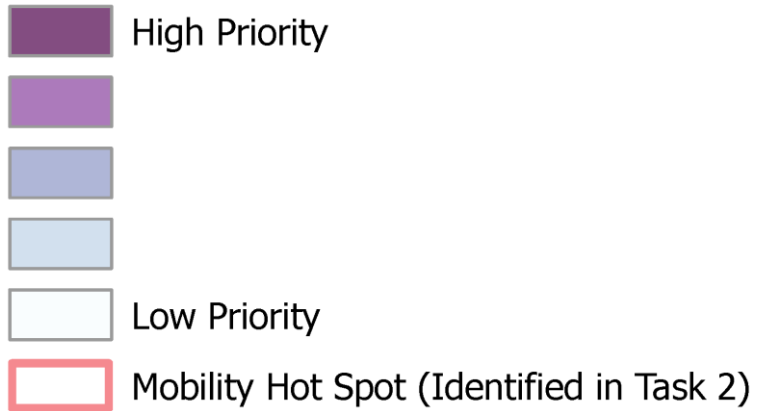 High Priority
Low Priority
Mobility Hot Spot (Identified in Task 2)